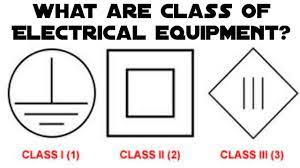 WHAT ARE CLASS OF
ELECTRICAL EQUIPMENT?
CLASS I (1) CLASS II (2) CLASS III (3)